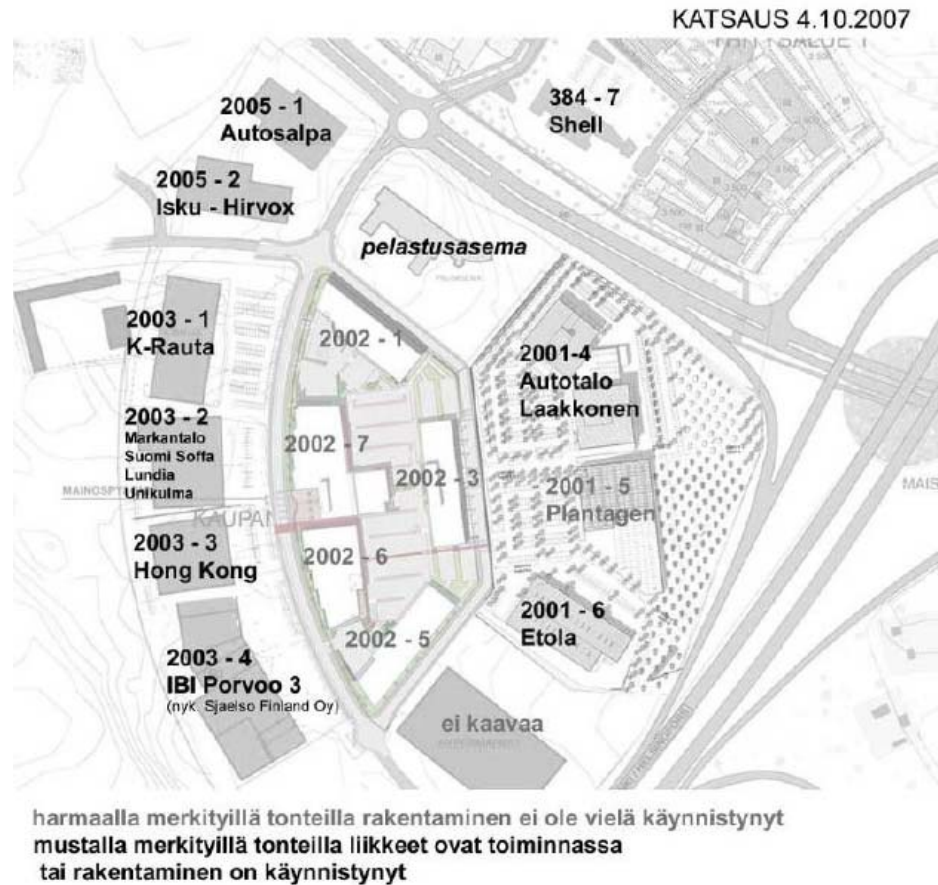 KATSAUS 4.10.2007
2005 - 1
Autosalpa
384 - 7
Shell
2005 - 2
Isku - Hirvox
pelastusasema
2003 - 1
K-Rauta
2002 - 1
2001-4
Autotalo
Laakkonen
2003 - 2
Markantalo
Suomi Soffa
Lundia
Unikulma
2002 - 7
2002 - 3
2001 - 5
Plantagen
KAUPAN
2003 - 3
Hong Kong
2002 - 6
2001 - 6
Etola
2002 - 5
2003 - 4
IBI Porvoo 3
(nyk. Sjaelso Finland Oy)
ei kaavaa
harmaalla merkityillä tonteilla rakentaminen ei ole vielä käynnistynyt
mustalla merkityillä tonteilla liikkeet ovat toiminnassa
tai rakentaminen on käynnistynyt